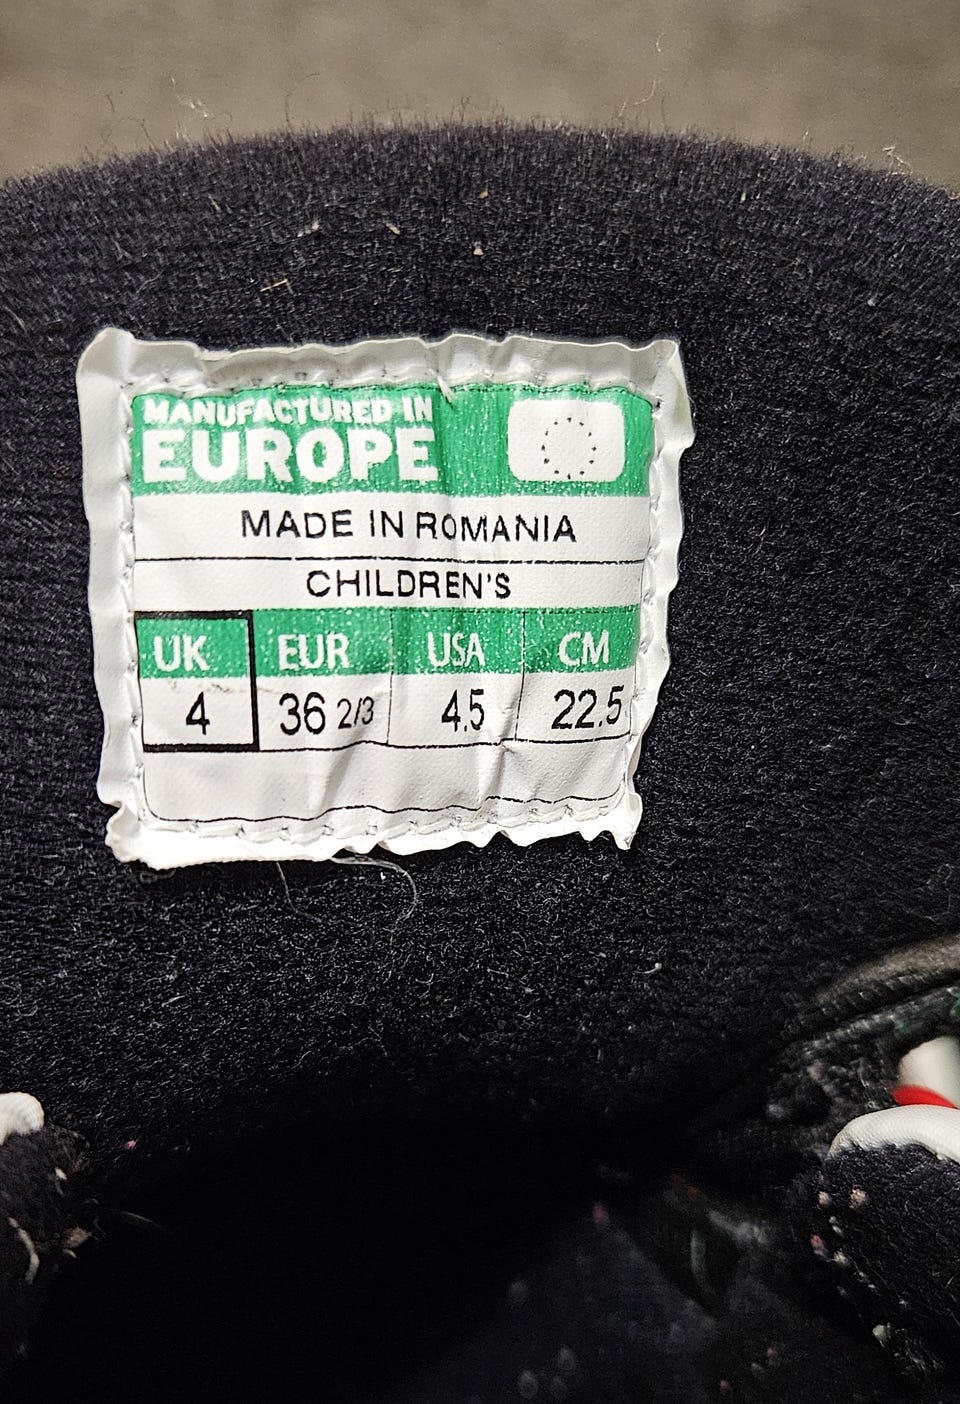 MANUFACTURED IN
EUROPE
MADE IN ROMANIA
CHILDREN'S
UK EUR USA CM
4 36 2/3 4.5 22.5